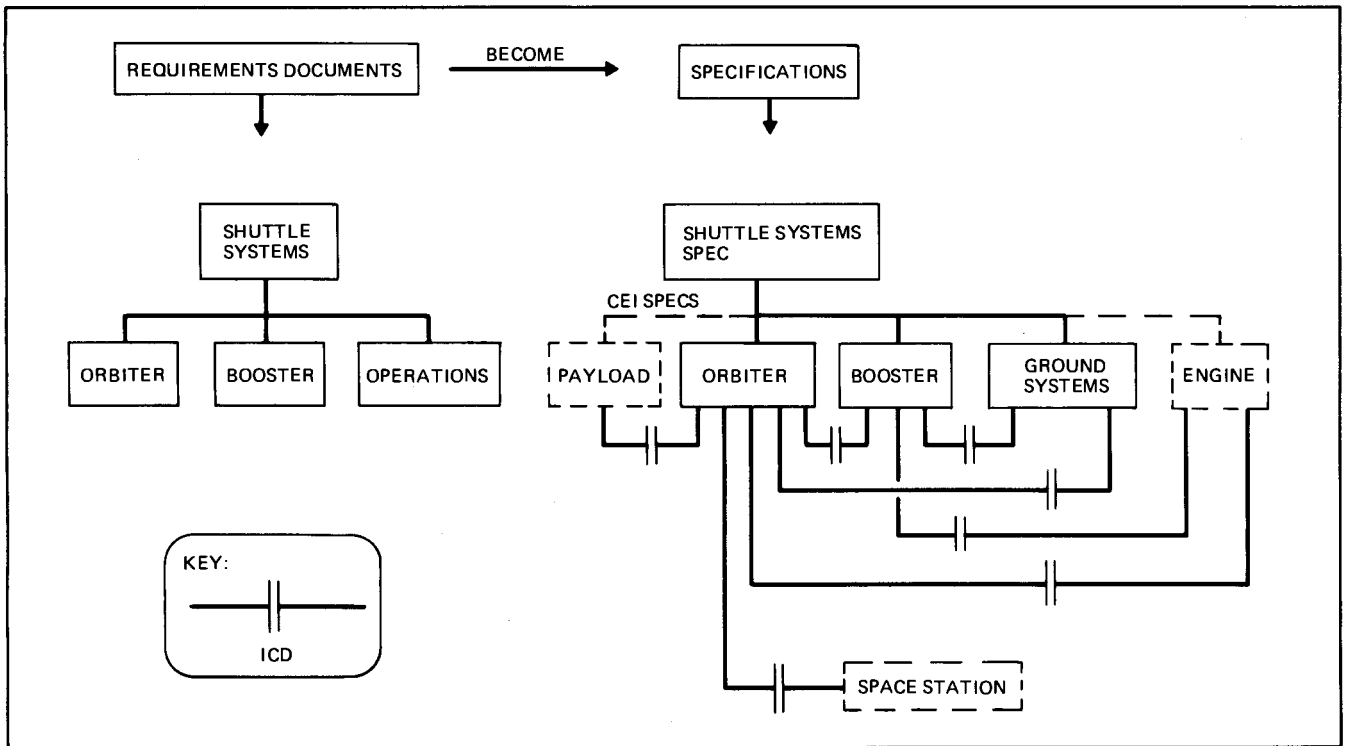 REQUIREMENTS DOCUMENTS
BECOME
SPECIFICATIONS
SHUTTLE
SYSTEMS
SHUTTLE SYSTEMS
SPEC
CEI SPECS
ORBITER
BOOSTER
OPERATIONS
PAYLOAD
ORBITER
BOOSTER
GROUND
SYSTEMS
ENGINE
KEY:
ICD
SPACE STATION